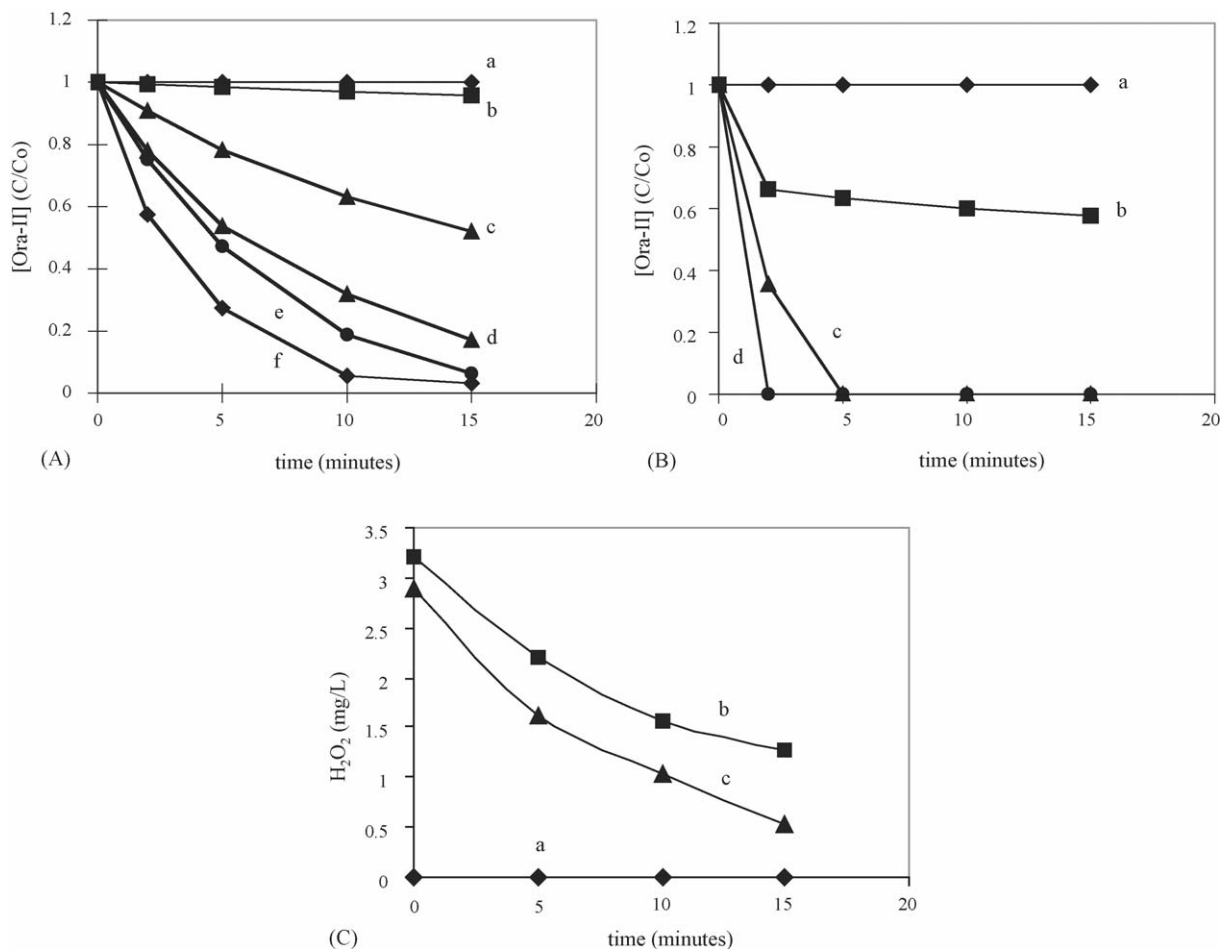 1.2
1
0.8
0.6
0.4
0.2
0
[Ora-II] (C/Co)
a
b
c
d
e
f
0 5 10 15 20
time (minutes)
(A)
1.2
1
0.8
0.6
0.4
0.2
0
[Ora-II] (C/Co)
a
b
c
d
0 5 10 15 20
time (minutes)
(B)
3.5
3
2.5
2
1.5
1
0.5
0
H₂O₂ (mg/L)
b
c
a
0 5 10 15 20
time (minutes)
(C)